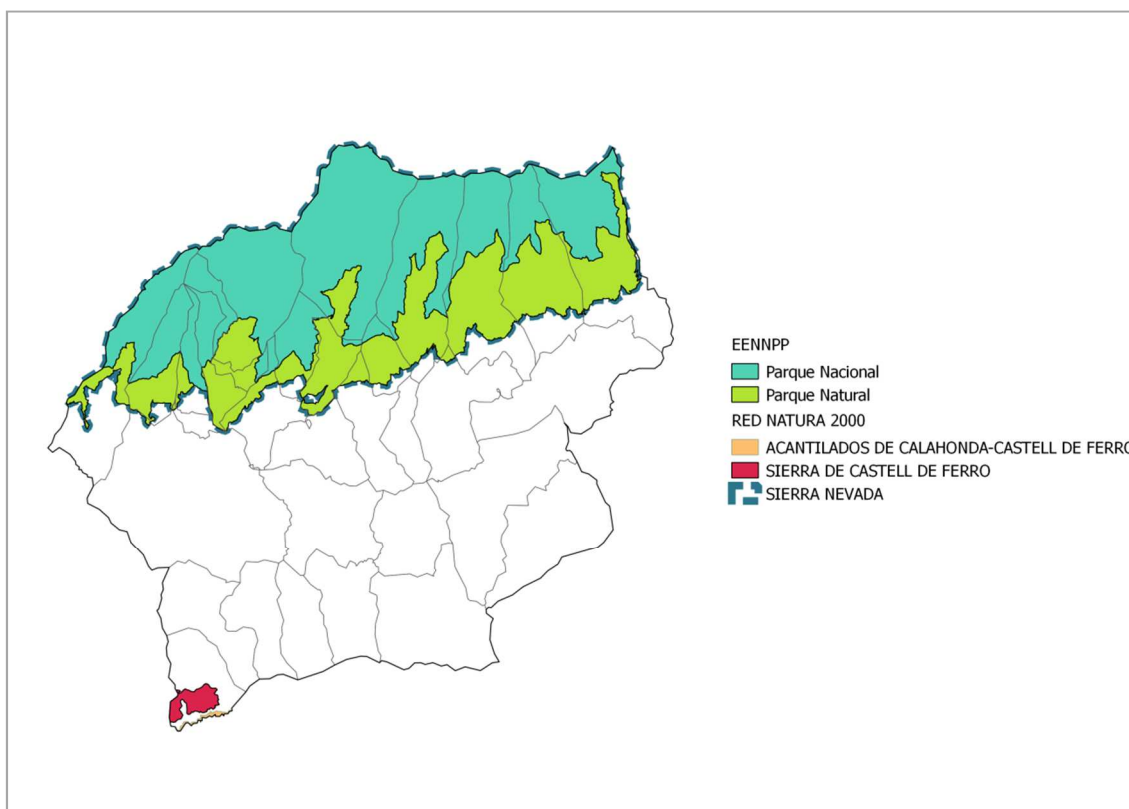 EENNPP
Parque Nacional
Parque Natural
RED NATURA 2000
ACANTILADOS DE CALAHONDA-CASTELL DE FERRO
SIERRA DE CASTELL DE FERRO
SIERRA NEVADA